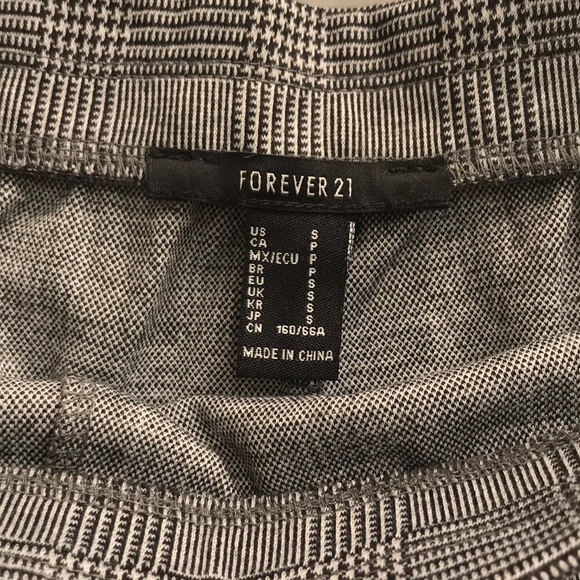 FOREVER 21
US S
CA P
MX/ECU P
BR P
EU S
UK S
KR S
JP S
CN 160/66A
MADE IN CHINA